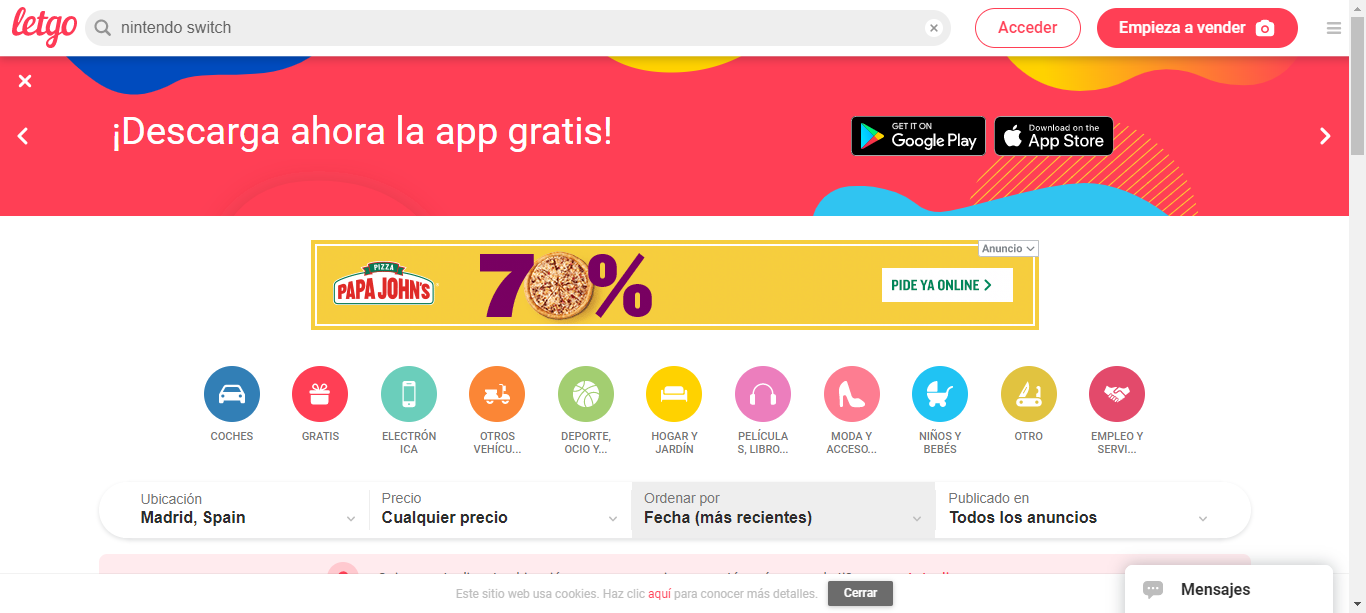 letgo
nintendo switch
Acceder
Empieza a vender
¡Descarga ahora la app gratis!
GET IT ON
Google Play
Download on the
App Store
Anuncio
PIZZA
PAPA JOHN'S
70%
PIDE YA ONLINE
COCHES
GRATIS
ELECTRÓN
ICA
OTROS
VEHÍCU...
DEPORTE,
OCIO Y...
HOGAR Y
JARDÍN
PELÍCULA
S, LIBRO...
MODA Y
ACCESO...
NIÑOS Y
BEBÉS
OTRO
EMPLEO Y
SERVI...
Ubicación
Madrid, Spain
Precio
Cualquier precio
Ordenar por
Fecha (más recientes)
Publicado en
Todos los anuncios
Este sitio web usa cookies. Haz clic aquí para conocer más detalles.
Cerrar
Mensajes